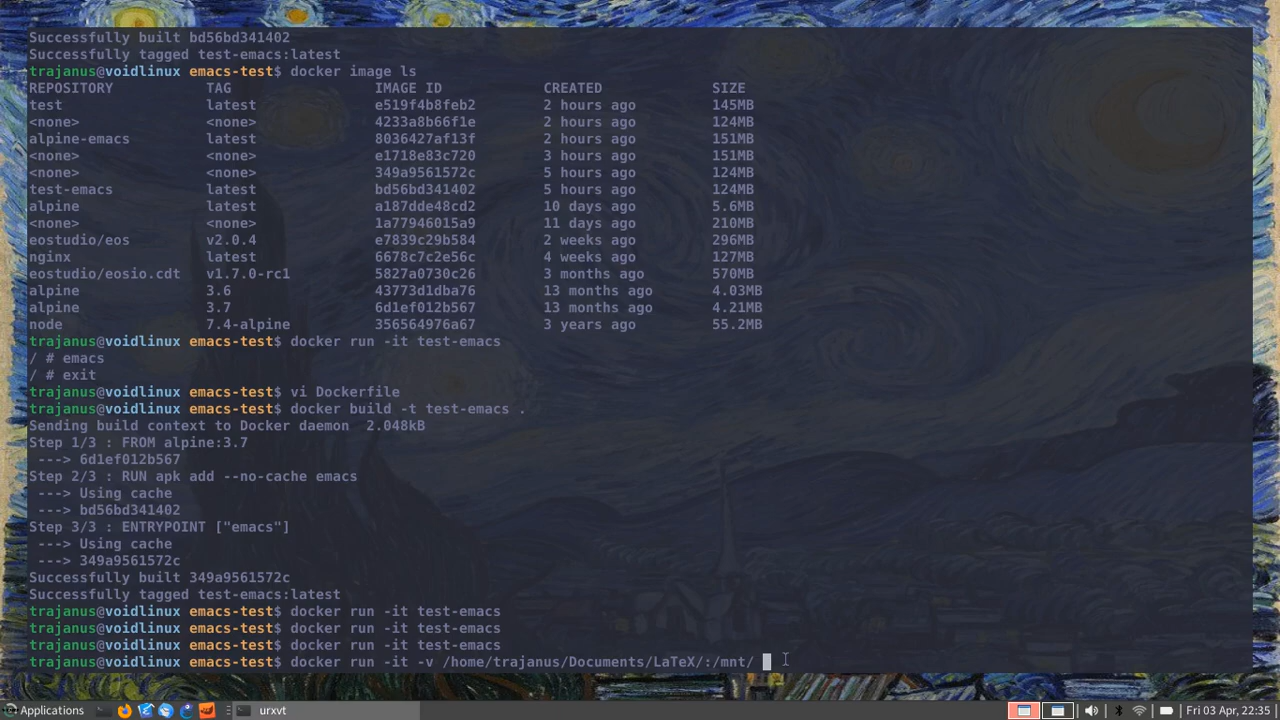 Successfully built bd56bd341402
Successfully tagged test-emacs:latest
trajanus@voidlinux emacs-test$ docker image ls
REPOSITORY TAG IMAGE ID CREATED SIZE
test latest e519f4b8feb2 2 hours ago 145MB
<none> <none> 4233a8b66f1e 2 hours ago 124MB
alpine-emacs latest 8036427af13f 2 hours ago 151MB
<none> <none> e1718e83c720 3 hours ago 151MB
<none> <none> 349a9561572c 5 hours ago 124MB
test-emacs latest bd56bd341402 5 hours ago 124MB
alpine latest a187dde48cd2 10 days ago 5.6MB
<none> <none> 1a77946015a9 11 days ago 210MB
eostudio/eos v2.0.4 e7839c29b584 2 weeks ago 296MB
nginx latest 6678c7c2e56c 4 weeks ago 127MB
eostudio/eosio.cdt v1.7.0-rc1 5827a0730c26 3 months ago 570MB
alpine 3.6 43773d1dba76 13 months ago 4.03MB
alpine 3.7 6d1ef012b567 13 months ago 4.21MB
node 7.4-alpine 356564976a67 3 years ago 55.2MB
trajanus@voidlinux emacs-test$ docker run -it test-emacs
/ # emacs
/ # exit
trajanus@voidlinux emacs-test$ vi Dockerfile
trajanus@voidlinux emacs-test$ docker build -t test-emacs .
Sending build context to Docker daemon 2.048kB
Step 1/3 : FROM alpine:3.7
---> 6d1ef012b567
Step 2/3 : RUN apk add --no-cache emacs
---> Using cache
---> bd56bd341402
Step 3/3 : ENTRYPOINT ["emacs"]
---> Using cache
---> 349a9561572c
Successfully built 349a9561572c
Successfully tagged test-emacs:latest
trajanus@voidlinux emacs-test$ docker run -it test-emacs
trajanus@voidlinux emacs-test$ docker run -it test-emacs
trajanus@voidlinux emacs-test$ docker run -it test-emacs
trajanus@voidlinux emacs-test$ docker run -it -v /home/trajanus/Documents/LaTeX/:/mnt/
Applications urxvt Fri 03 Apr, 22:35